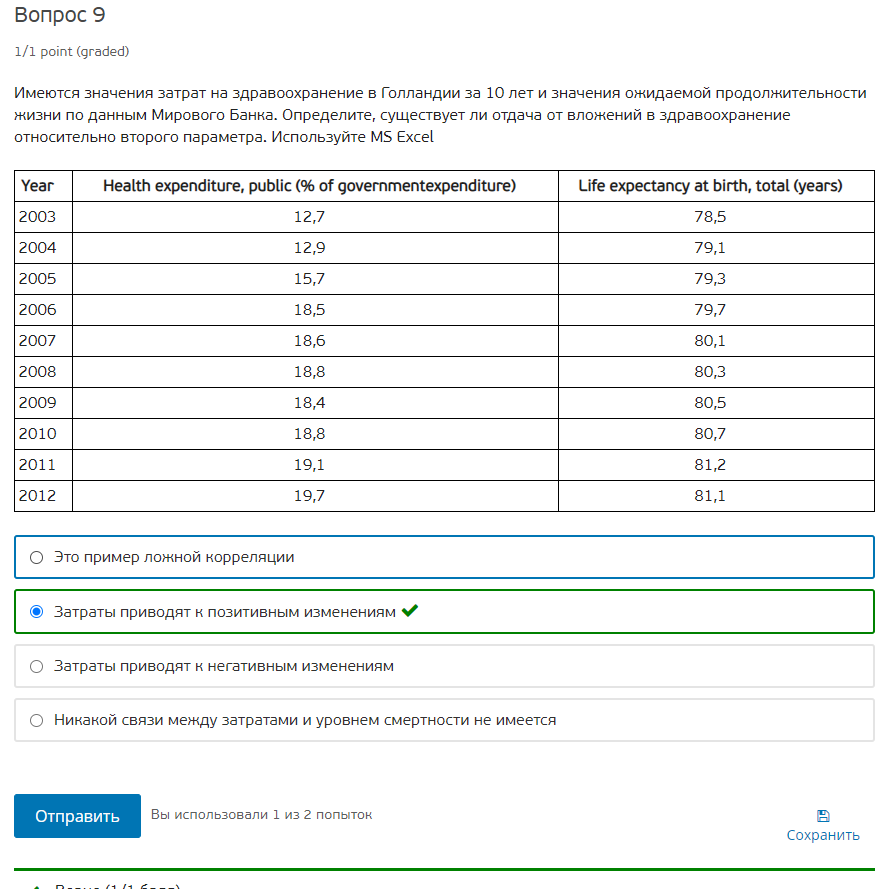 Вопрос 9
1/1 point (graded)
Имеются значения затрат на здравоохранение в Голландии за 10 лет и значения ожидаемой продолжительности
жизни по данным Мирового Банка. Определите, существует ли отдача от вложений в здравоохранение
относительно второго параметра. Используйте MS Excel
Year Health expenditure, public (% of governmentexpenditure) Life expectancy at birth, total (years)
2003 12,7 78,5
2004 12,9 79,1
2005 15,7 79,3
2006 18,5 79,7
2007 18,6 80,1
2008 18,8 80,3
2009 18,4 80,5
2010 18,8 80,7
2011 19,1 81,2
2012 19,7 81,1
Это пример ложной корреляции
Затраты приводят к позитивным изменениям
Затраты приводят к негативным изменениям
Никакой связи между затратами и уровнем смертности не имеется
Отправить Вы использовали 1 из 2 попыток
Сохранить